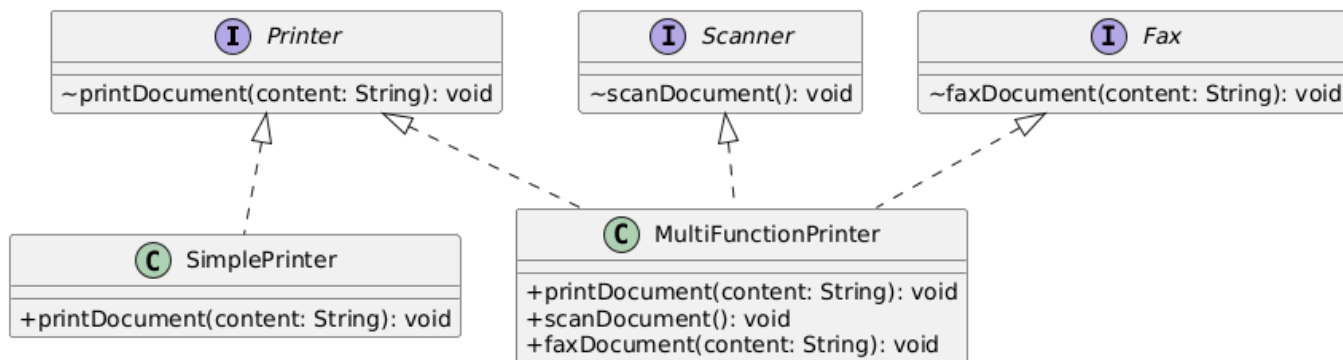 I Printer
~printDocument(content: String): void
I Scanner
~scanDocument(): void
I Fax
~faxDocument(content: String): void
C SimplePrinter
+printDocument(content: String): void
C MultiFunctionPrinter
+printDocument(content: String): void
+scanDocument(): void
+faxDocument(content: String): void